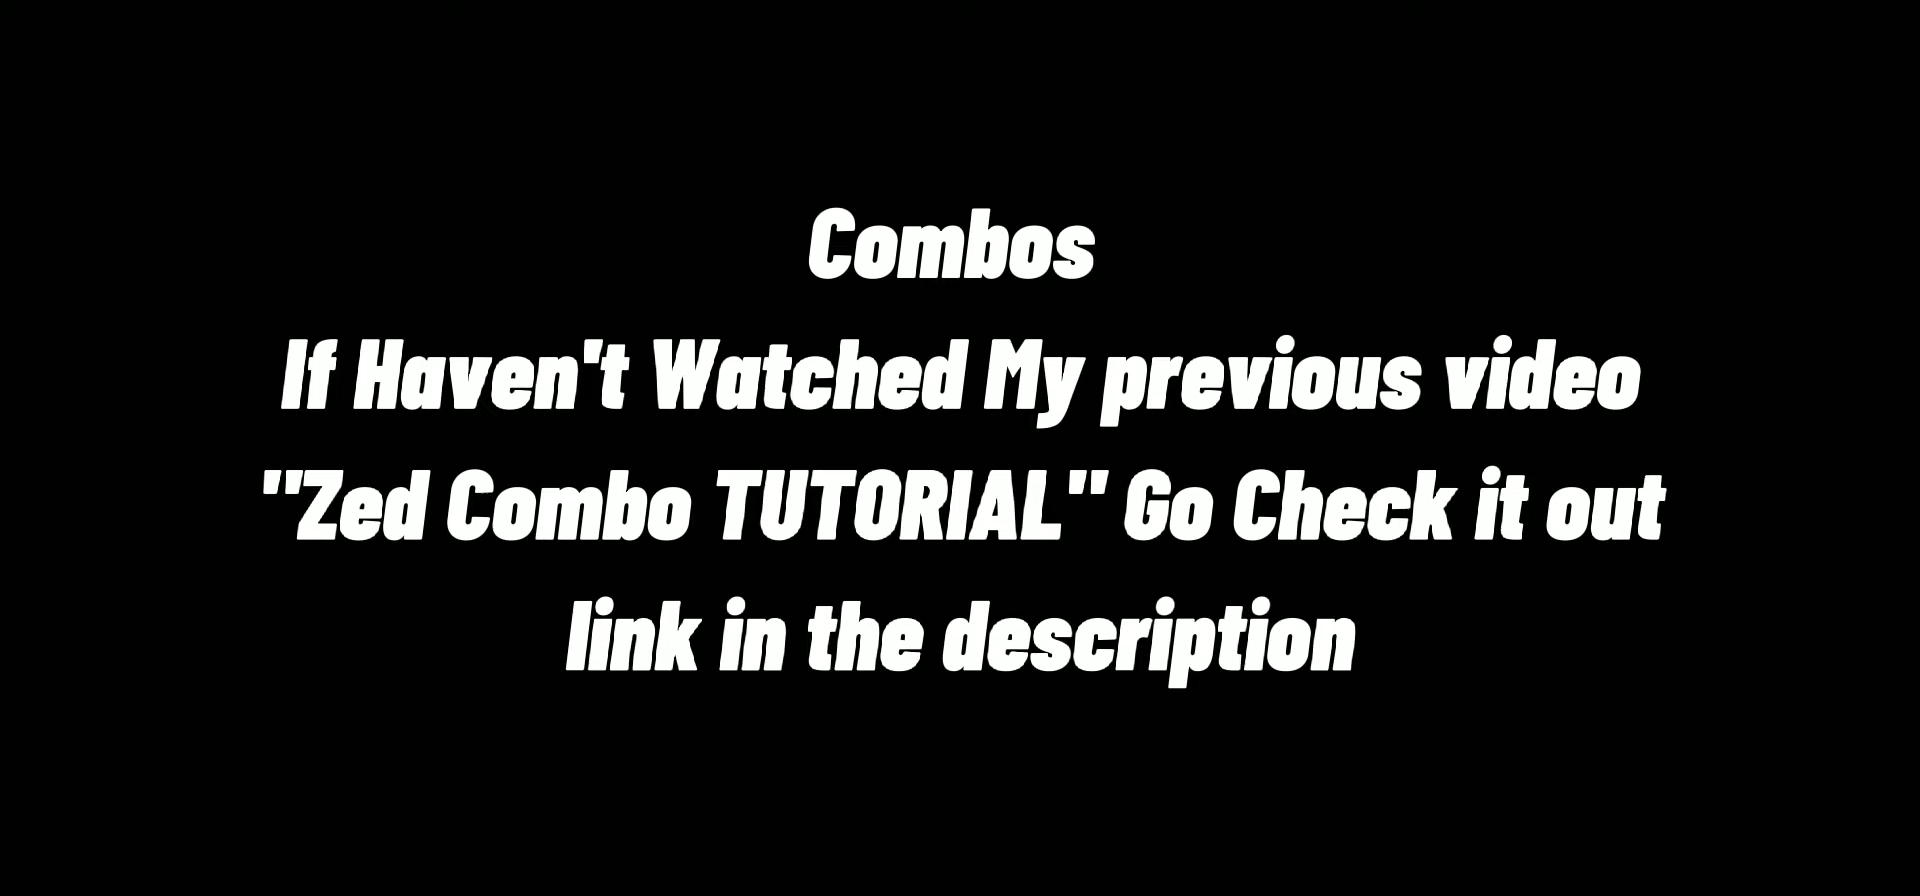 Combos
If Haven't Watched My previous video
"Zed Combo TUTORIAL" Go Check it out
link in the description